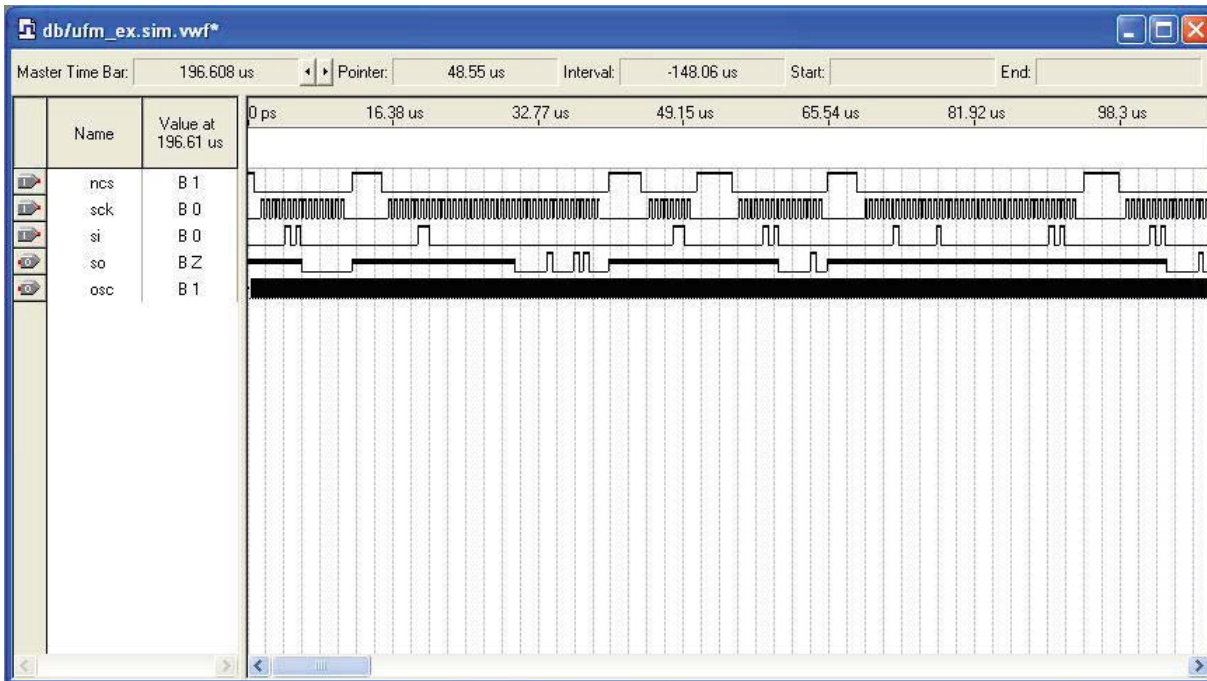 db/ufm_ex.sim.vwf*
Master Time Bar: 196.608 us Pointer: 48.55 us Interval: -148.06 us Start: End:
Name Value at 196.61 us 0 ps 16.38 us 32.77 us 49.15 us 65.54 us 81.92 us 98.3 us
ncs B 1
sck B 0
si B 0
so B Z
osc B 1